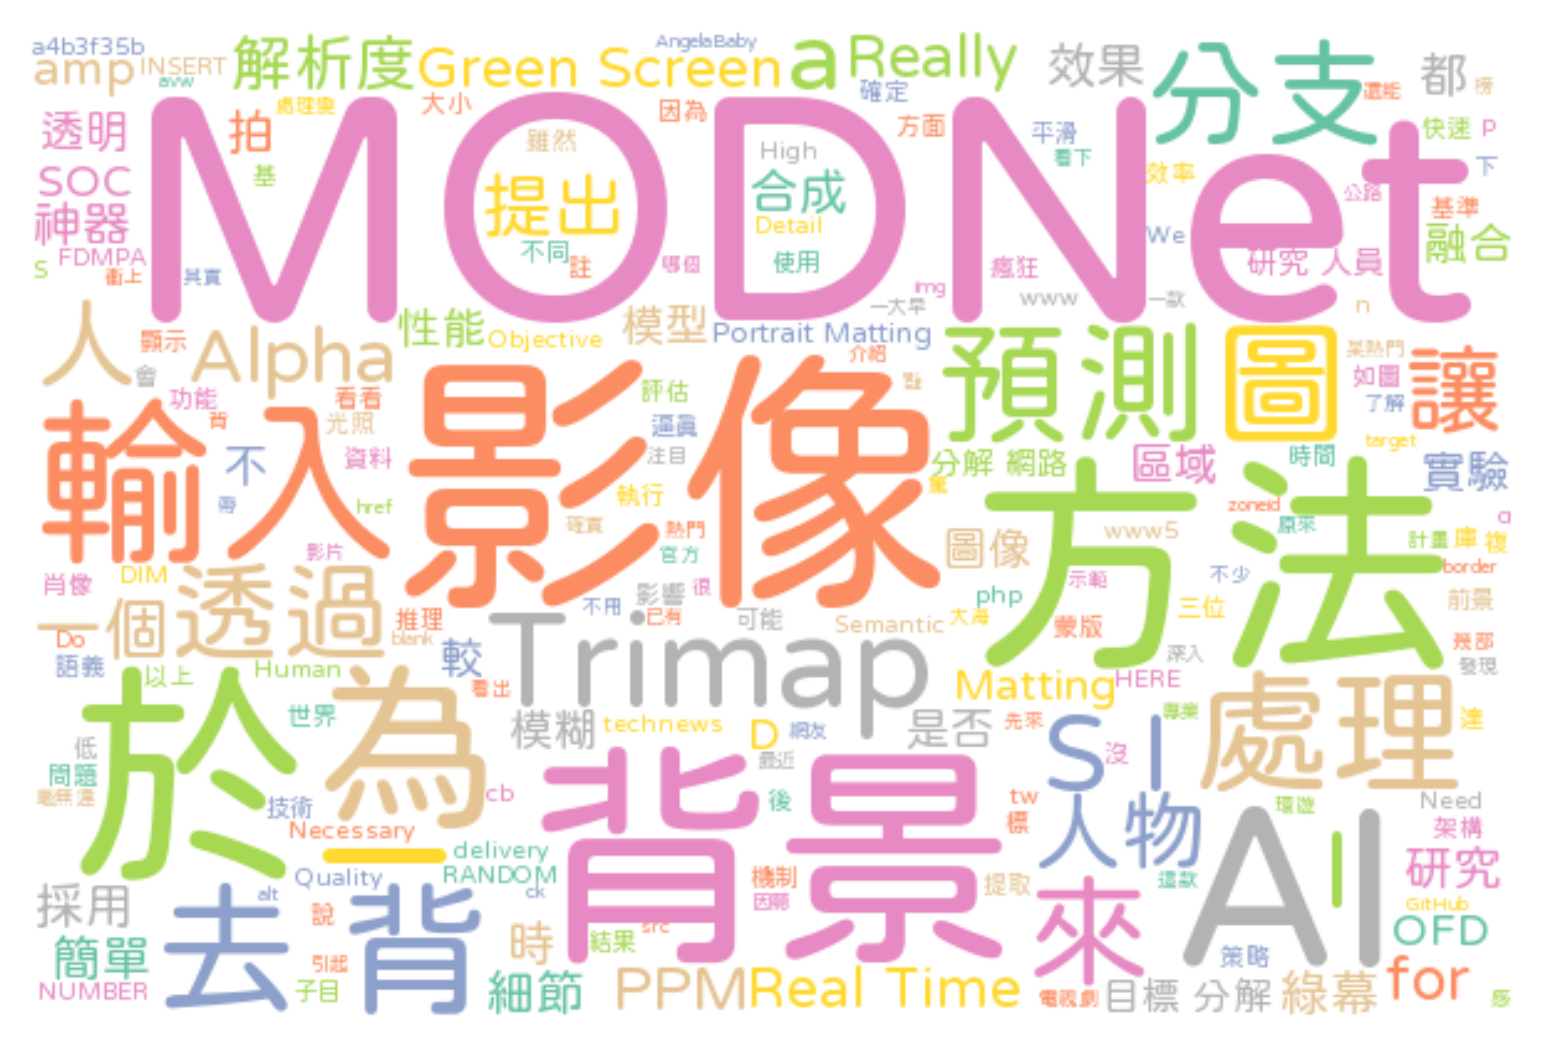 a4b3f35b
amp
INSERT
avw
解析度
Green Screen
AngelaBaby
a
Really
效果
分支
都
榜
還能
透明
拍
處理變
大小
因為
確定
方面
平滑
看下
快速
p
下
MODNet
雖然
提出
不同
註
High
合成
Detail
使用
哪個
瘋狂
效率
We
公路
基準
融合
研究 人員
SOC
神器
FDMPA
S
衝上
其實
基
img
一大早
www
一款
n
人
顯示
會
Alpha
性能
Objective
模型
Portrait Matting
介紹
預測
圖
某熱門
如圖
了解
讓
target
功能
背
看看
光照
評估
逼真
注目
影像
輸入
不
資料
href
影片
執行
確實
熱門
官方
分解 網路
區域
時間
實驗
zoneid
原來
a
計畫
庫
複
border
圖像
www5
方法
示範
不少
三位
前景
肖像
DIM
一個
透過
推理
blank
影響
很
不用
已有
可能
Semantic
大海
php
蒙版
深入
幾部
發現
Do
語義
以上
Human
較
看出
Trimap
Matting
HERE
於
世界
為
模糊
technews
D
網友
是否
先來
S I
沒
專業
處理
達
低
問題
毫無 違
技術
cb
背景
最近
後
tw
標
人物
環遊
Need
架構
Necessary
一
delivery
RANDOM
Quality
ck
alt
機制
因那
提取
來
這款
AI
研究
GitHub
OFD
採用
簡單
NUMBER
去
說
引起
子目
背
時
結果
src
細節
PPM
Real Time
電視劇
目標 分解
策略
綠幕
for
感